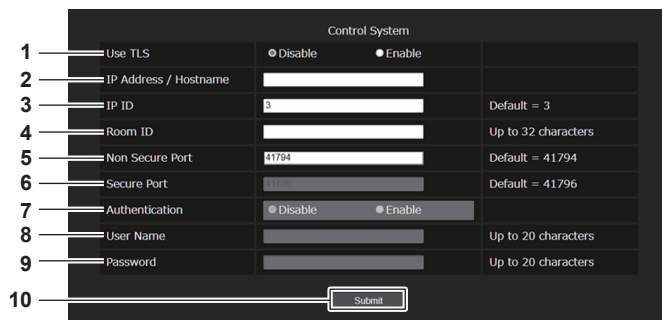 Control System
1 Use TLS Disable Enable
2 IP Address / Hostname
3 IP ID 3 Default = 3
4 Room ID Up to 32 characters
5 Non Secure Port 41794 Default = 41794
6 Secure Port 41796 Default = 41796
7 Authentication Disable Enable
8 User Name Up to 20 characters
9 Password Up to 20 characters
10 Submit